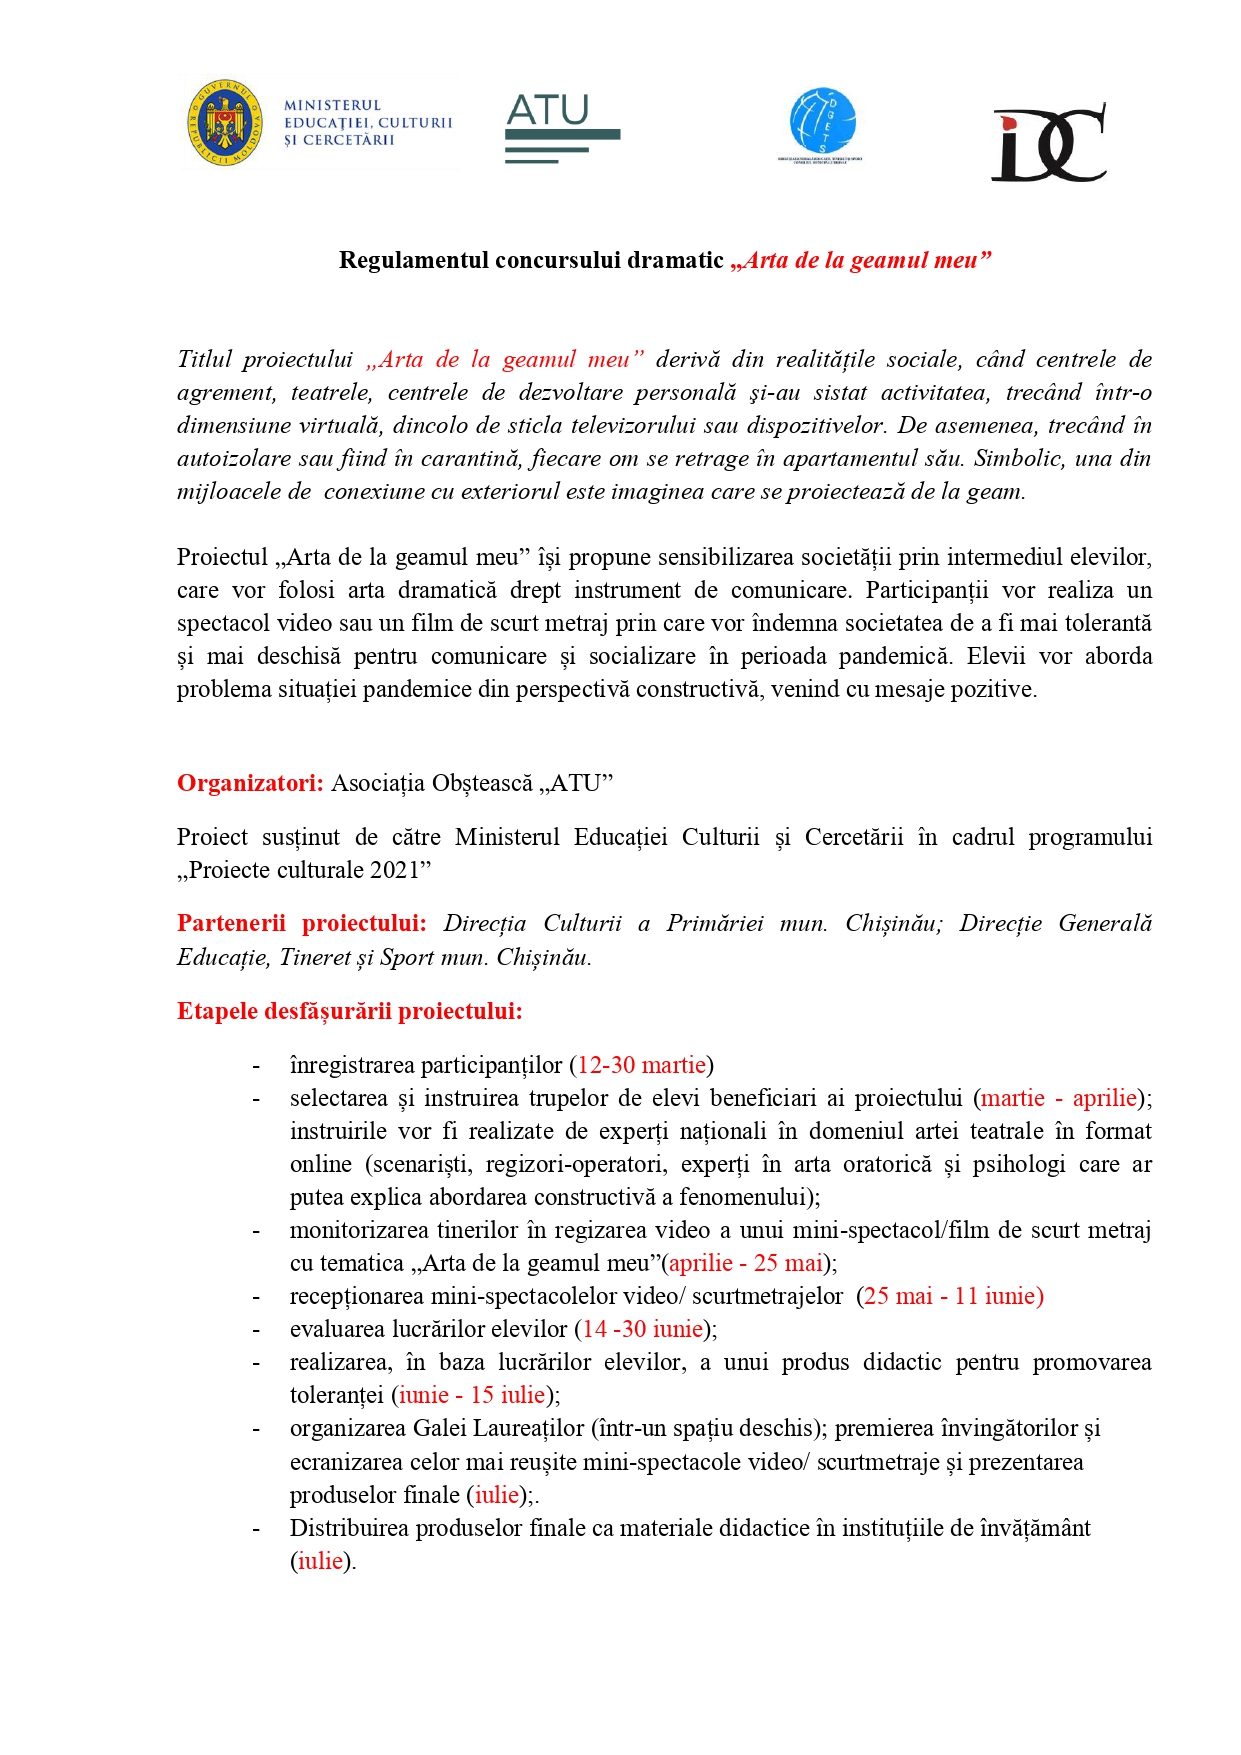 GUVERNUL
REPUBLICII MOLDOVA
MINISTERUL
EDUCAȚIEI, CULTURII
ȘI CERCETĂRII
ATU
DGETS
DC
Regulamentul concursului dramatic „Arta de la geamul meu”
Titlul proiectului „Arta de la geamul meu” derivă din realitățile sociale, când centrele de
agrement, teatrele, centrele de dezvoltare personală şi-au sistat activitatea, trecând într-o
dimensiune virtuală, dincolo de sticla televizorului sau dispozitivelor. De asemenea, trecând în
autoizolare sau fiind în carantină, fiecare om se retrage în apartamentul său. Simbolic, una din
mijloacele de conexiune cu exteriorul este imaginea care se proiectează de la geam.
Proiectul „Arta de la geamul meu” își propune sensibilizarea societății prin intermediul elevilor,
care vor folosi arta dramatică drept instrument de comunicare. Participanții vor realiza un
spectacol video sau un film de scurt metraj prin care vor îndemna societatea de a fi mai tolerantă
și mai deschisă pentru comunicare și socializare în perioada pandemică. Elevii vor aborda
problema situației pandemice din perspectivă constructivă, venind cu mesaje pozitive.
Organizatori: Asociația Obștească „ATU”
Proiect susținut de către Ministerul Educației Culturii și Cercetării în cadrul programului
„Proiecte culturale 2021”
Partenerii proiectului: Direcția Culturii a Primăriei mun. Chișinău; Direcție Generală
Educație, Tineret și Sport mun. Chișinău.
Etapele desfășurării proiectului:
- înregistrarea participanților (12-30 martie)
- selectarea și instruirea trupelor de elevi beneficiari ai proiectului (martie - aprilie);
instruirile vor fi realizate de experți naționali în domeniul artei teatrale în format
online (scenariști, regizori-operatori, experți în arta oratorică și psihologi care ar
putea explica abordarea constructivă a fenomenului);
- monitorizarea tinerilor în regizarea video a unui mini-spectacol/film de scurt metraj
cu tematica „Arta de la geamul meu”(aprilie - 25 mai);
- recepționarea mini-spectacolelor video/ scurtmetrajelor (25 mai - 11 iunie)
- evaluarea lucrărilor elevilor (14 -30 iunie);
- realizarea, în baza lucrărilor elevilor, a unui produs didactic pentru promovarea
toleranței (iunie - 15 iulie);
- organizarea Galei Laureaților (într-un spațiu deschis); premierea învingătorilor și
ecranizarea celor mai reușite mini-spectacole video/ scurtmetraje și prezentarea
produselor finale (iulie);.
- Distribuirea produselor finale ca materiale didactice în instituțiile de învățământ
(iulie).